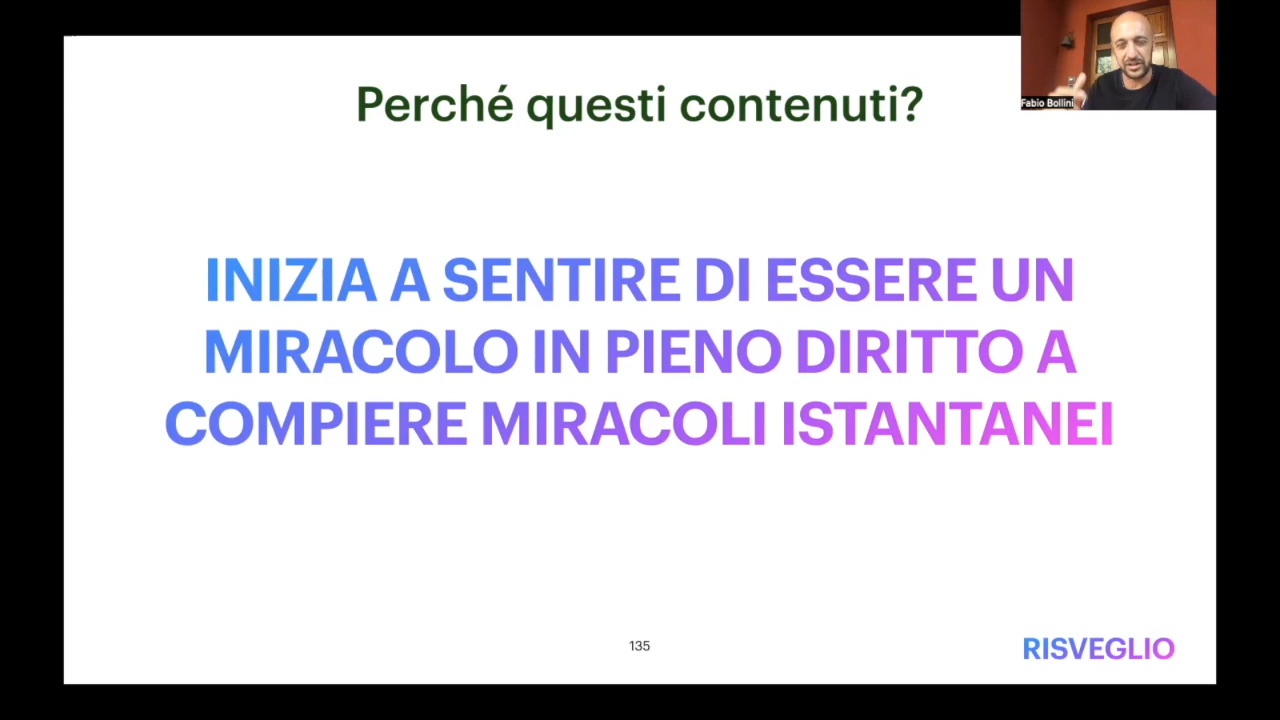 Perché questi contenuti?
Fabio Bollini
INIZIA A SENTIRE DI ESSERE UN
MIRACOLO IN PIENO DIRITTO A
COMPIERE MIRACOLI ISTANTANEI
135
RISVEGLIO